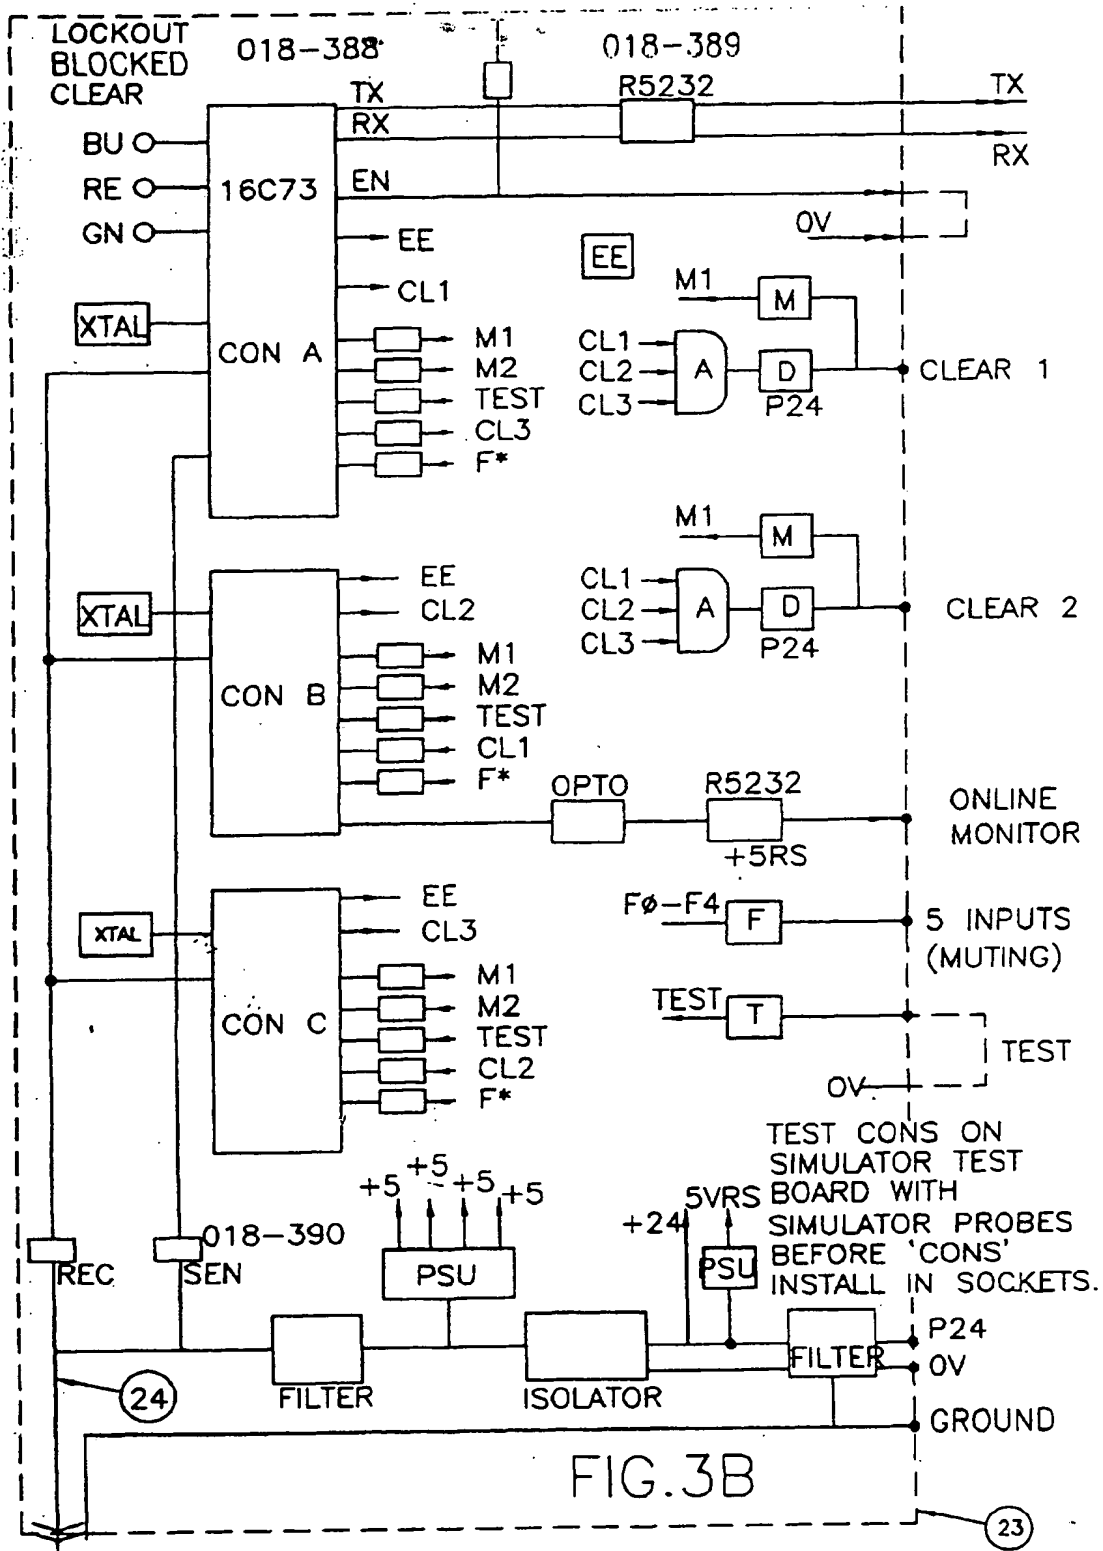 LOCKOUT
BLOCKED
CLEAR
018-388
018-389
TX
R5232
TX
RX
RX
BU
RE
GN
16C73
EN
0V
EE
EE
CL1
M1
M
XTAL
CON A
M1
M2
TEST
CL3
F*
CL1
CL2
CL3
A
D
P24
CLEAR 1
M1
M
XTAL
EE
CL2
CL1
CL2
CL3
A
D
P24
CLEAR 2
CON B
M1
M2
TEST
CL1
F*
OPTO
R5232
+5RS
ONLINE
MONITOR
XTAL
EE
CL3
FØ-F4
F
5 INPUTS
(MUTING)
CON C
M1
M2
TEST
CL2
F*
TEST
T
TEST
0V
TEST CONS ON
SIMULATOR TEST
BOARD WITH
SIMULATOR PROBES
BEFORE 'CONS'
INSTALL IN SOCKETS.
+5
+5
+5
+5
+24
5VRS
018-390
REC
SEN
PSU
PSU
P24
0V
FILTER
24
FILTER
ISOLATOR
GROUND
FIG.3B
23